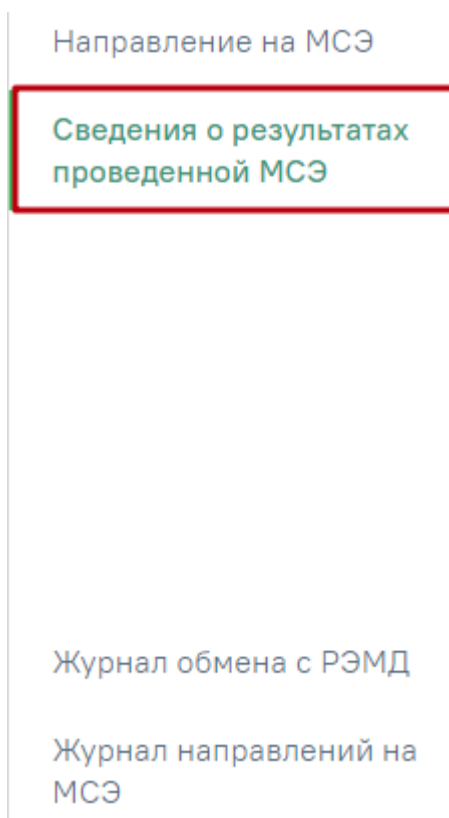 Направление на МСЭ
Сведения о результатах
проведенной МСЭ
Журнал обмена с РЭМД
Журнал направлений на
МСЭ